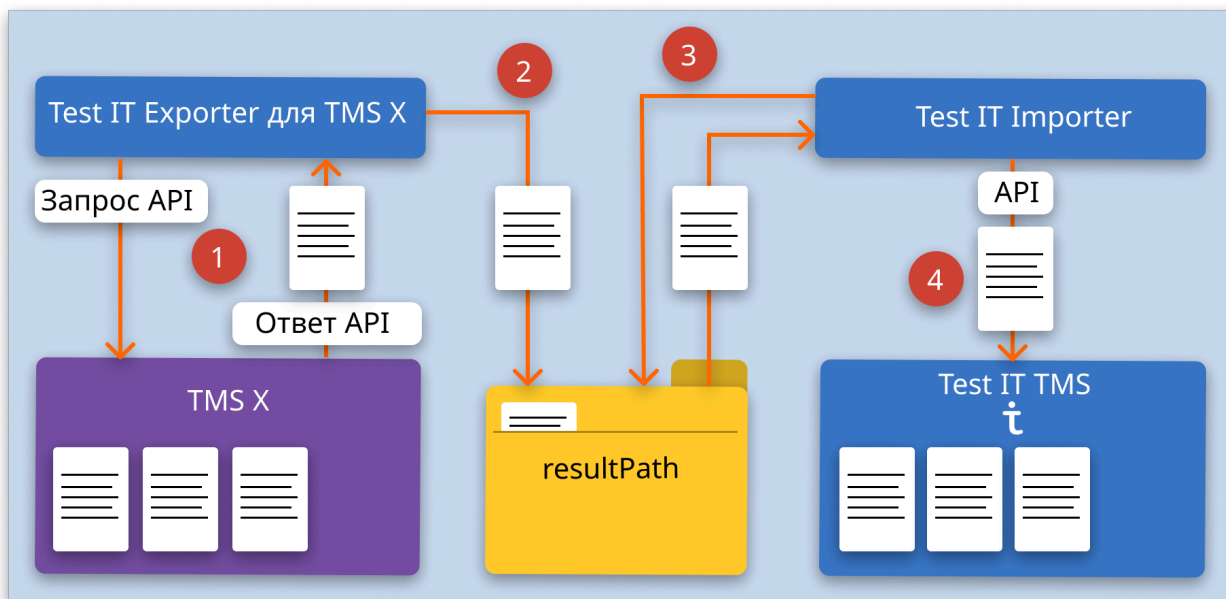 2
3
Test IT Exporter для TMS X
Test IT Importer
Запрос API
API
1
4
Ответ API
TMS X
Test IT TMS
resultPath